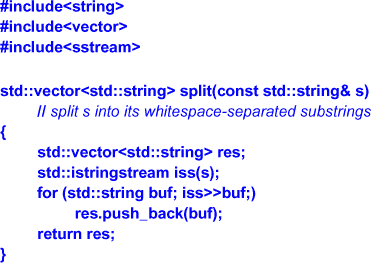 #include<string>
#include<vector>
#include<sstream>
std::vector<std::string> split(const std::string& s)
// split s into its whitespace-separated substrings
{
std::vector<std::string> res;
std::istringstream iss(s);
for (std::string buf; iss>>buf;)
res.push_back(buf);
return res;
}